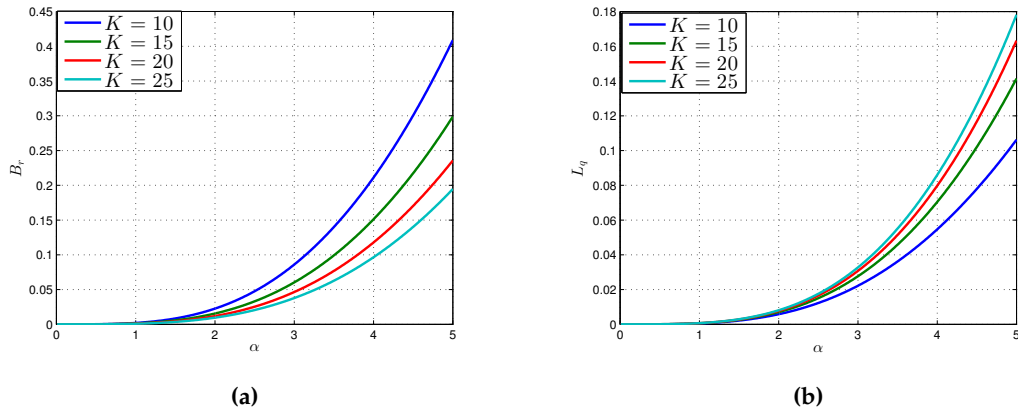 K = 10
K = 15
K = 20
K = 25
0.45
0.4
0.35
0.3
0.25
0.2
0.15
0.1
0.05
0
B_r
0 1 2 3 4 5
α
(a)
K = 10
K = 15
K = 20
K = 25
0.18
0.16
0.14
0.12
0.1
0.08
0.06
0.04
0.02
0
L_q
0 1 2 3 4 5
α
(b)